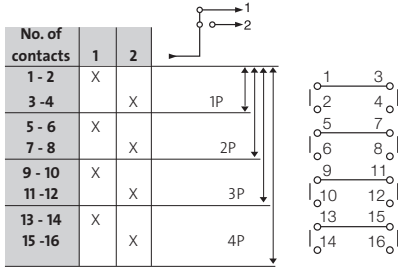 1
2
No. of
contacts 1 2
1 - 2 X
3 -4 X 1P
5 - 6 X
7 - 8 X 2P
9 - 10 X
11 -12 X 3P
13 - 14 X
15 -16 X 4P
1 3
2 4
5 7
6 8
9 11
10 12
13 15
14 16